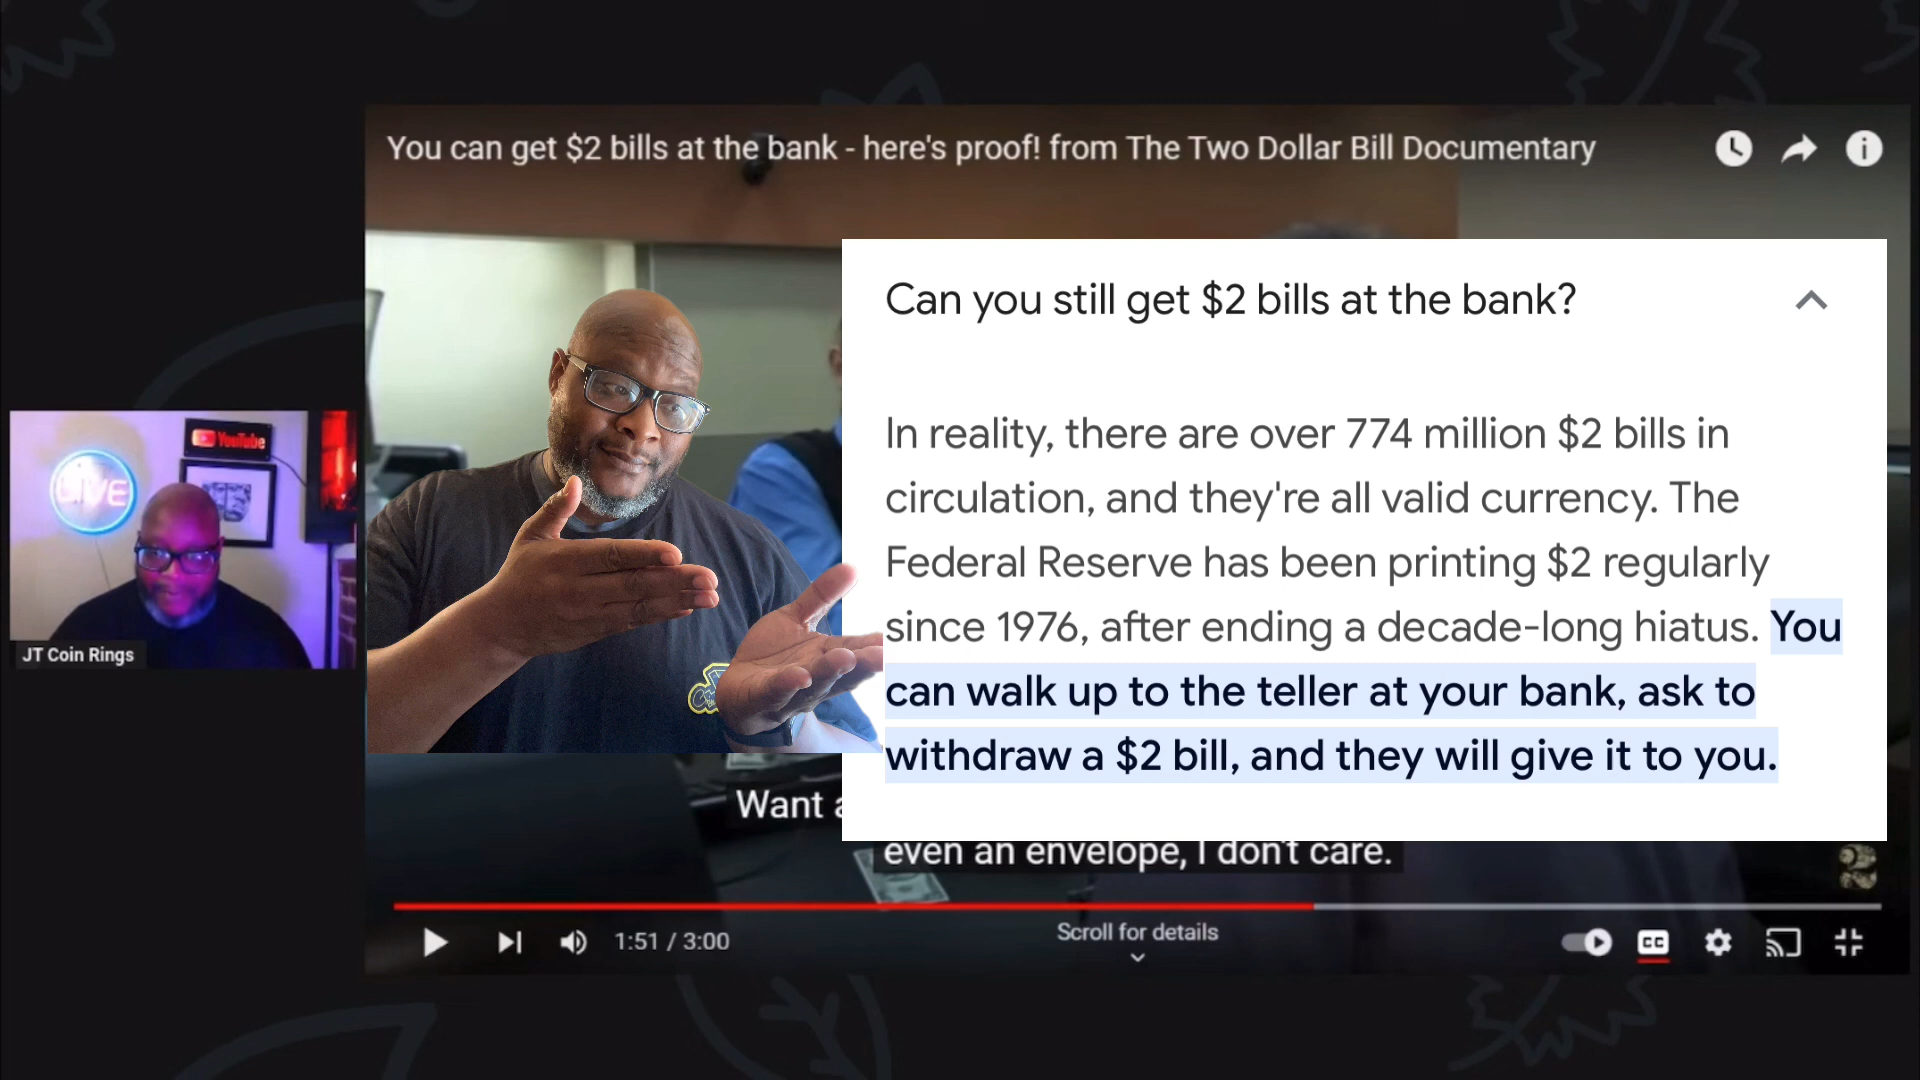 You can get $2 bills at the bank - here's proof! from The Two Dollar Bill Documentary
Can you still get $2 bills at the bank?
In reality, there are over 774 million $2 bills in
circulation, and they're all valid currency. The
Federal Reserve has been printing $2 regularly
since 1976, after ending a decade-long hiatus. You
can walk up to the teller at your bank, ask to
withdraw a $2 bill, and they will give it to you.
YouTube
LIVE
JT Coin Rings
Want
even an envelope, I don't care.
1:51 / 3:00
Scroll for details
CC